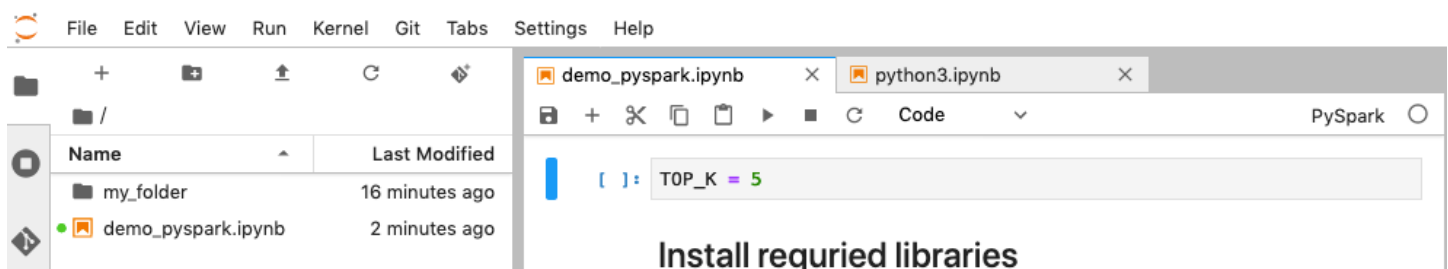 File Edit View Run Kernel Git Tabs Settings Help
demo_pyspark.ipynb
python3.ipynb
/
Code
PySpark
Name Last Modified
my_folder 16 minutes ago
demo_pyspark.ipynb 2 minutes ago
[ ]: TOP_K = 5
Install requried libraries